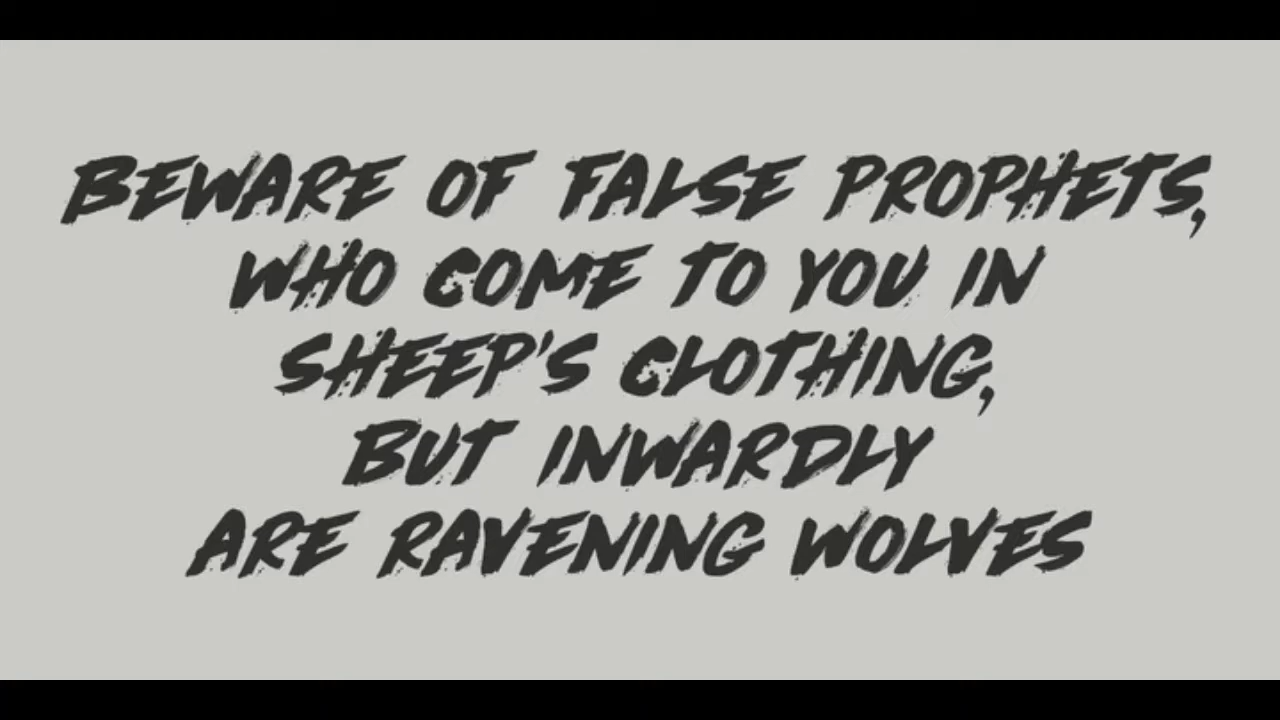 BEWARE OF FALSE PROPHETS,
WHO COME TO YOU IN
SHEEP'S CLOTHING,
BUT INWARDLY
ARE RAVENING WOLVES